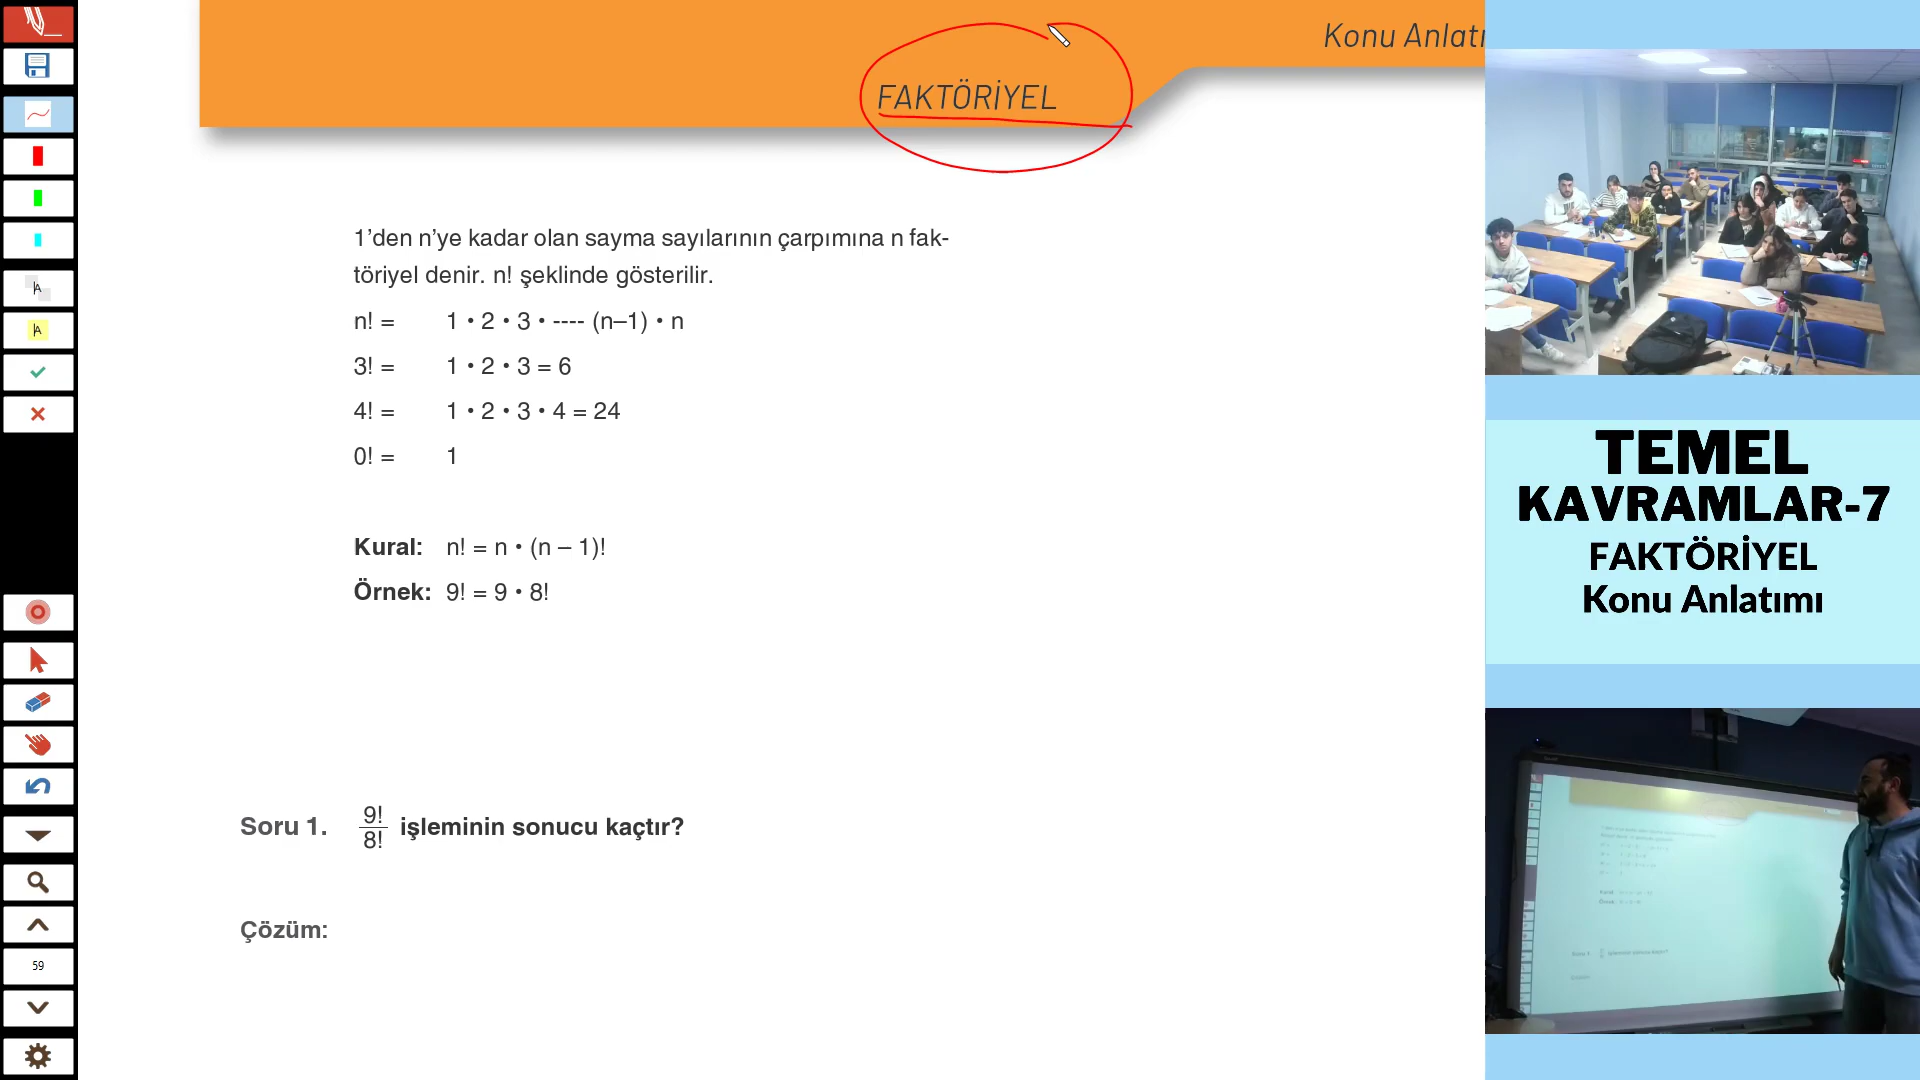 Konu Anlatı
FAKTÖRİYEL
1’den n’ye kadar olan sayma sayılarının çarpımına n fak-
töriyel denir. n! şeklinde gösterilir.
n! = 1 • 2 • 3 • ---- (n–1) • n
3! = 1 • 2 • 3 = 6
4! = 1 • 2 • 3 • 4 = 24
0! = 1
Kural: n! = n • (n – 1)!
Örnek: 9! = 9 • 8!
Soru 1. 9!/8! işleminin sonucu kaçtır?
Çözüm:
59
TEMEL
KAVRAMLAR-7
FAKTÖRİYEL
Konu Anlatımı